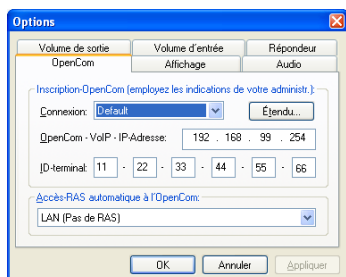 Options
Volume de sortie Volume d'entrée Répondeur
OpenCom Affichage Audio
Inscription-OpenCom (employez les indications de votre administr.):
Connexion: Default Étendu...
OpenCom - VoIP - IP-Adresse: 192 . 168 . 99 . 254
ID-terminal: 11 - 22 - 33 - 44 - 55 - 66
Accès-RAS automatique à l'OpenCom:
LAN (Pas de RAS)
OK Annuler Appliquer